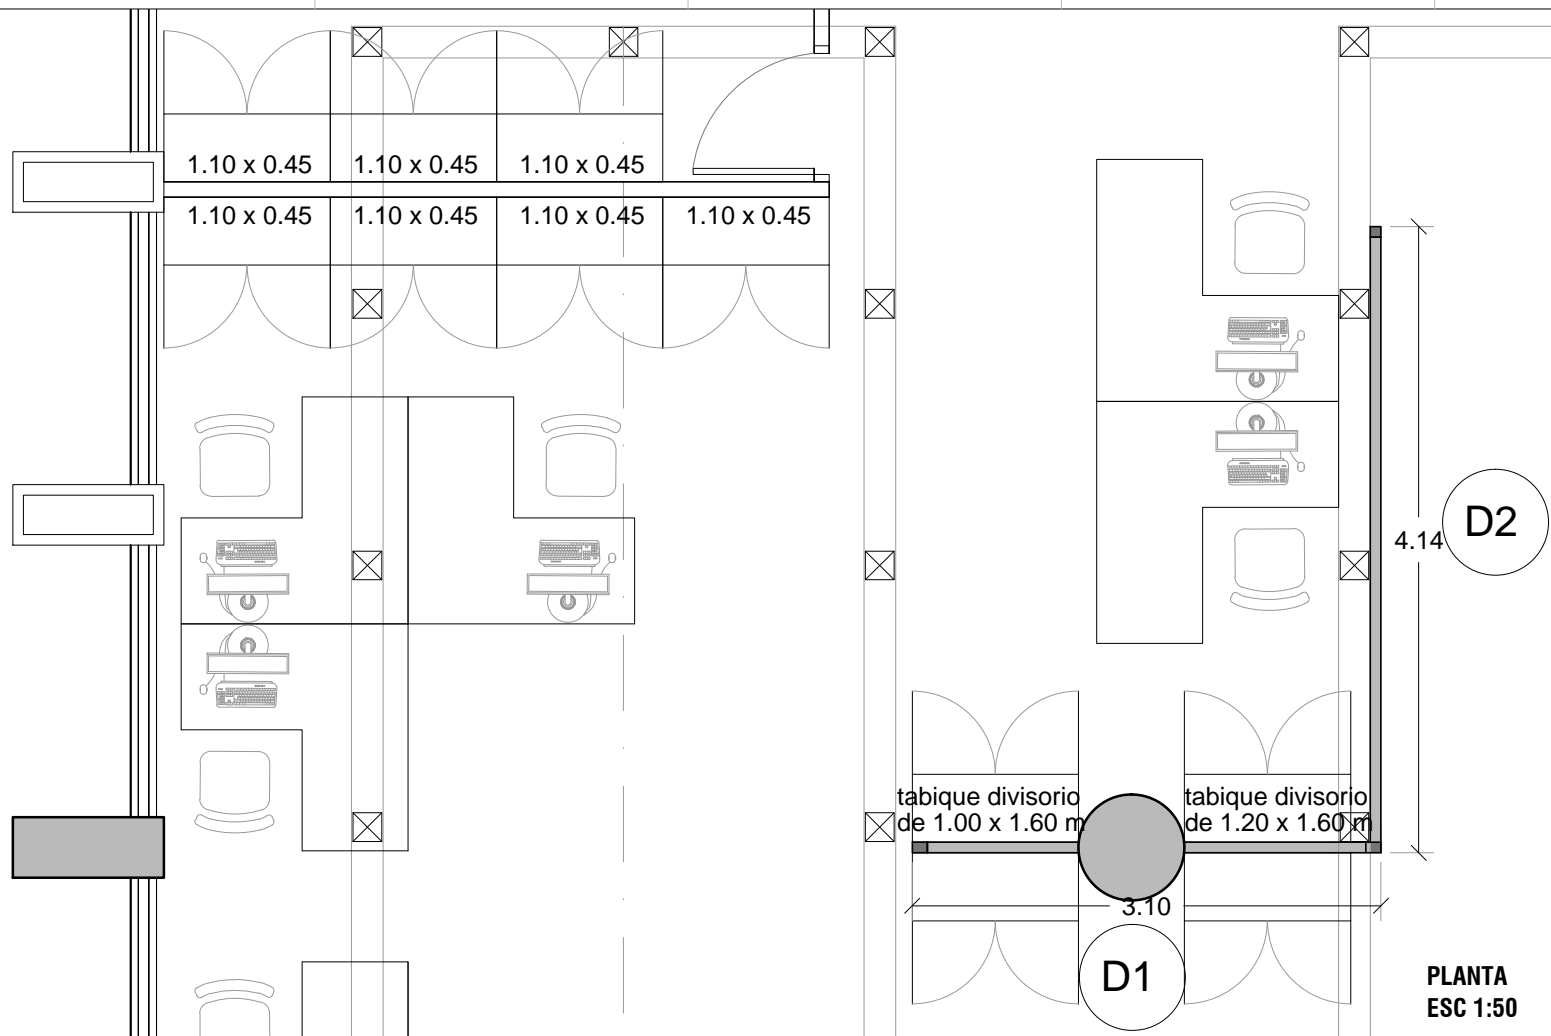 1.10 x 0.45 1.10 x 0.45 1.10 x 0.45
1.10 x 0.45 1.10 x 0.45 1.10 x 0.45 1.10 x 0.45
D2
4.14
tabique divisorio
de 1.00 x 1.60 m
tabique divisorio
de 1.20 x 1.60 m
3.10
D1
PLANTA
ESC 1:50